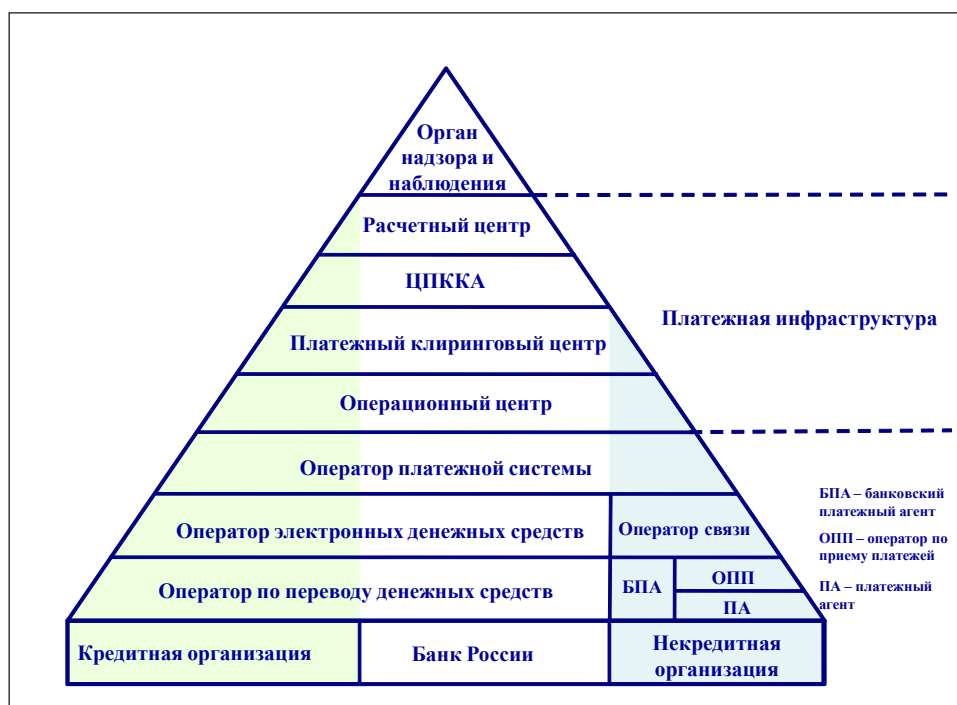 Орган
надзора и
наблюдения
Расчетный центр
ЦПККА
Платежный клиринговый центр
Платежная инфраструктура
Операционный центр
Оператор платежной системы
Оператор электронных денежных средств
Оператор связи
Оператор по переводу денежных средств
БПА
ОПП
ПА
БПА – банковский
платежный агент
ОПП – оператор по
приему платежей
ПА – платежный
агент
Кредитная организация
Банк России
Некредитная
организация